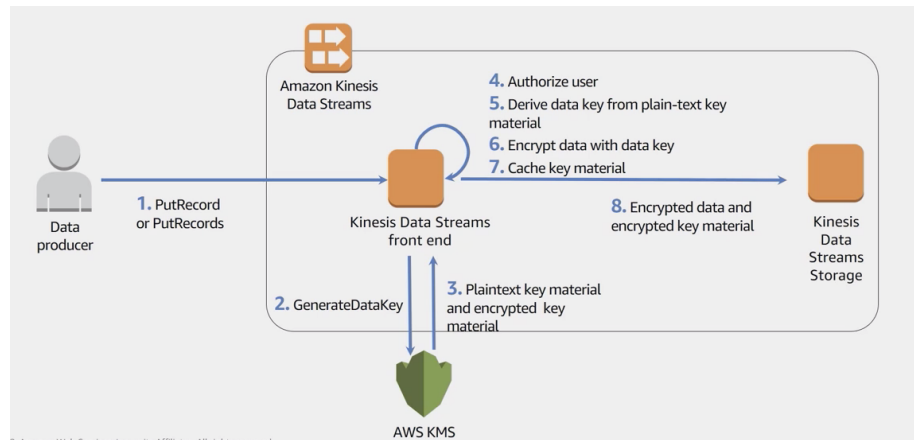 Amazon Kinesis
Data Streams
4. Authorize user
5. Derive data key from plain-text key
material
6. Encrypt data with data key
7. Cache key material
Data
producer
1. PutRecord
or PutRecords
Kinesis Data Streams
front end
8. Encrypted data and
encrypted key material
Kinesis
Data
Streams
Storage
2. GenerateDataKey
3. Plaintext key material
and encrypted key
material
AWS KMS